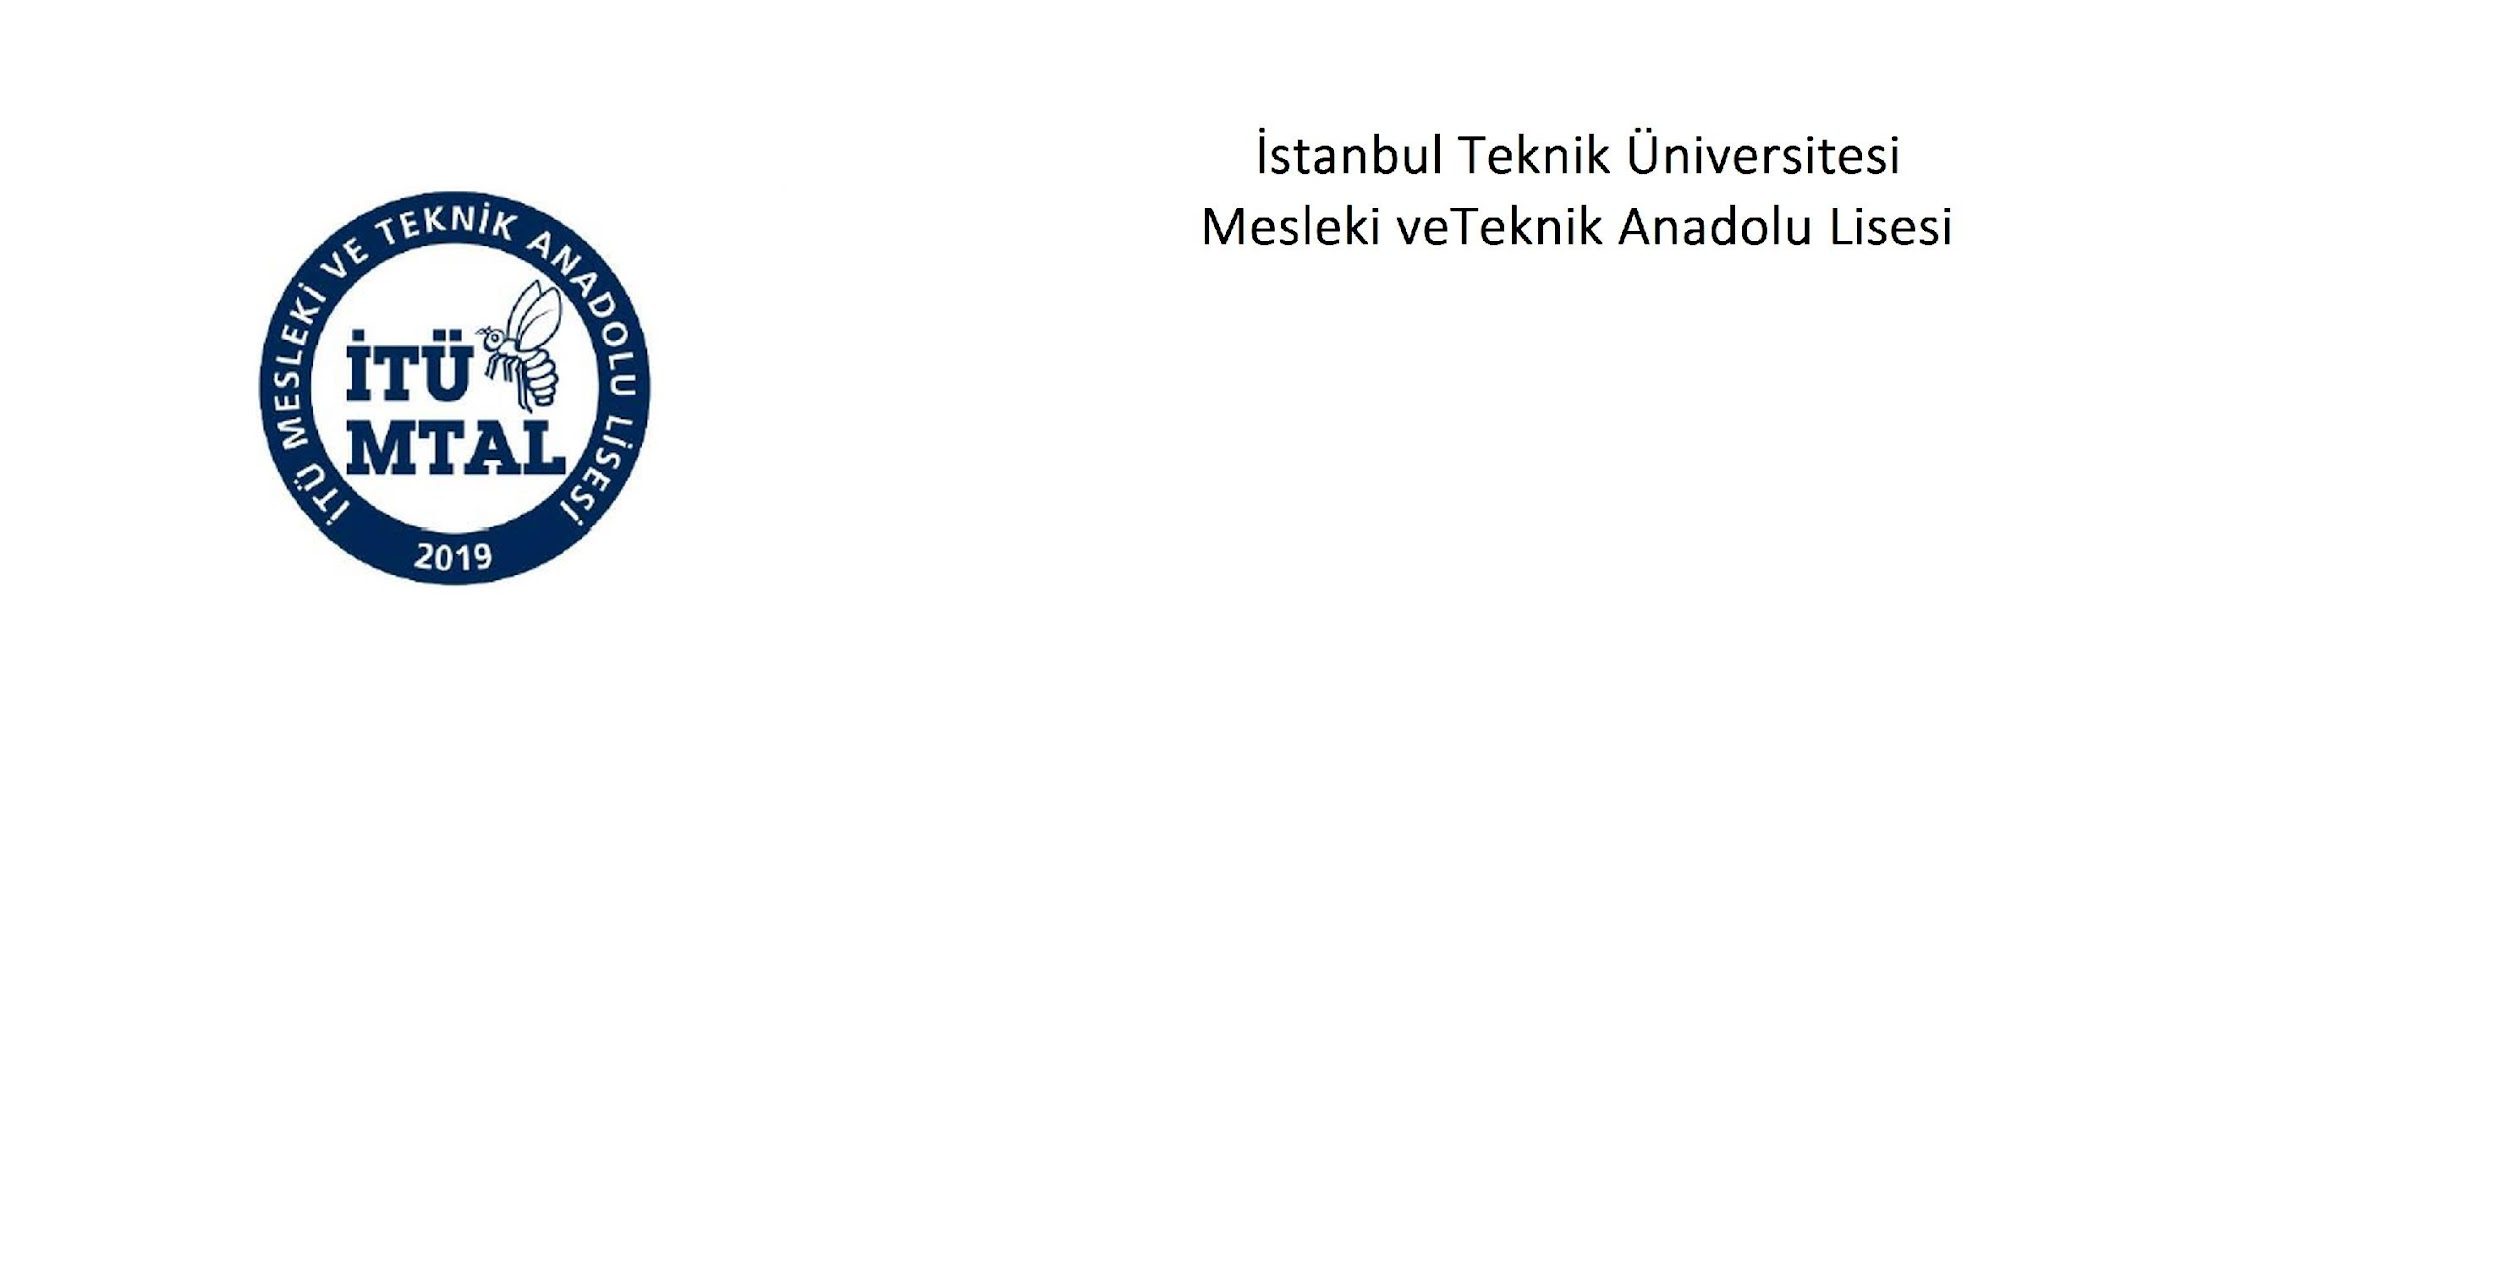 İstanbul Teknik Üniversitesi
Mesleki veTeknik Anadolu Lisesi
İTÜ MESLEKİ VE TEKNİK ANADOLU LİSESİ
İTÜ
MTAL
2019